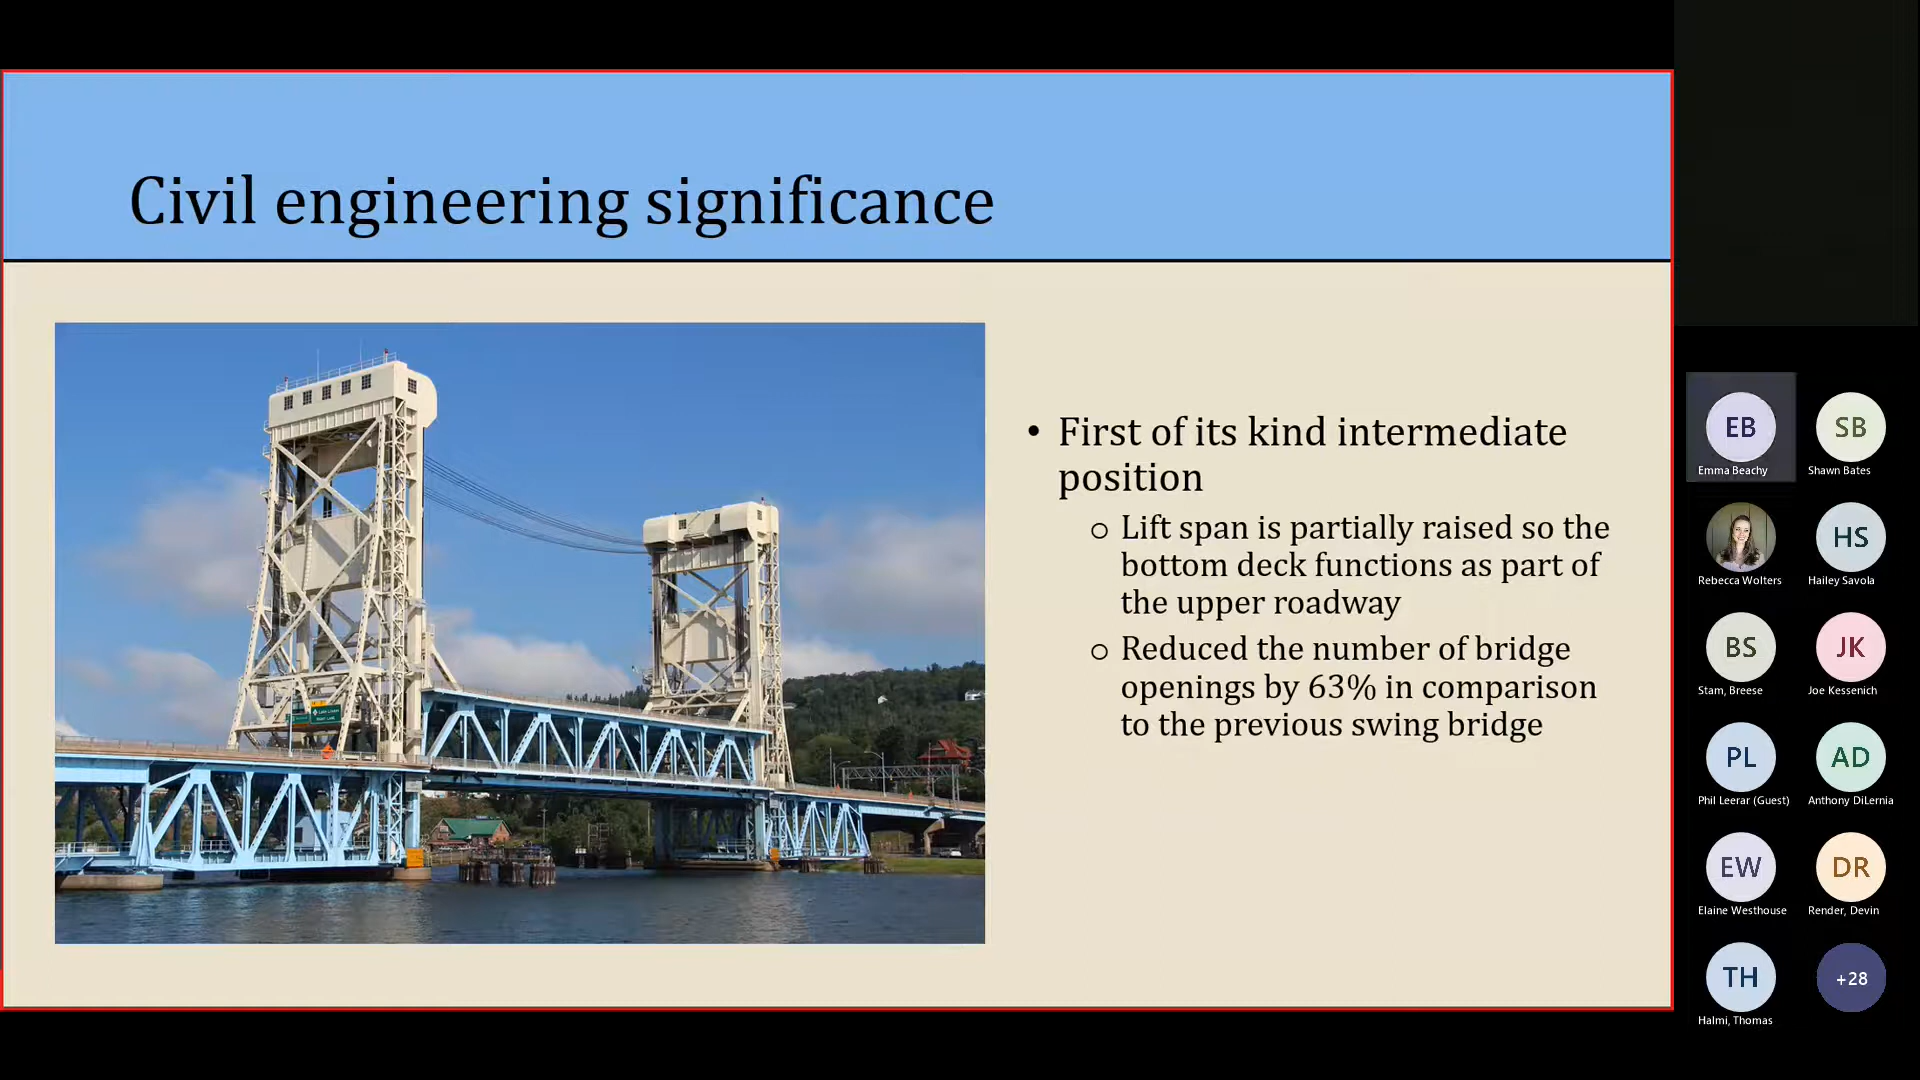 Civil engineering significance
• First of its kind intermediate
position
o Lift span is partially raised so the
bottom deck functions as part of
the upper roadway
o Reduced the number of bridge
openings by 63% in comparison
to the previous swing bridge
EB
Emma Beachy
SB
Shawn Bates
Rebecca Wolters
HS
Hailey Savola
BS
Stam, Breese
JK
Joe Kessenich
PL
Phil Leerar (Guest)
AD
Anthony DiLernia
EW
Elaine Westhouse
DR
Render, Devin
TH
Halmi, Thomas
+28